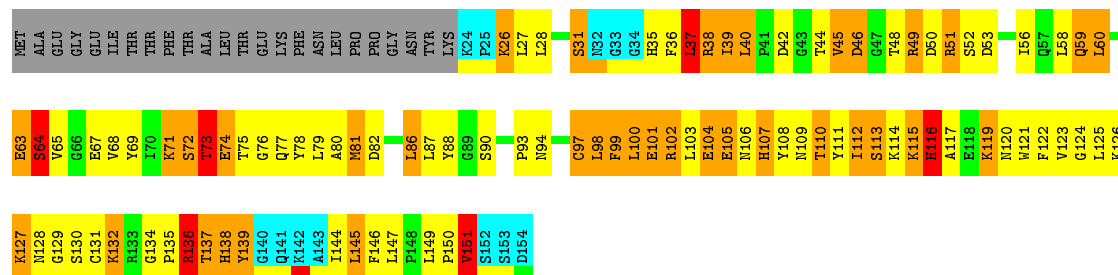 MET ALA GLU GLY GLU ILE THR THR PHE THR ALA LEU THR GLU LYS PHE ASN LEU PRO PRO GLY ASN TYR LYS K24 P25 K26 L27 L28 S31 N32 G33 G34 H35 F36 L37 R38 I39 L40 P41 D42 G43 T44 V45 D46 G47 T48 R49 D50 R51 S52 D53 I56 Q57 L58 Q59 L60
E63 S64 V65 G66 E67 V68 Y69 I70 K71 S72 T73 E74 T75 G76 Q77 Y78 L79 A80 M81 D82 L86 L87 Y88 G89 S90 P93 N94 C97 L98 F99 L100 E101 R102 L103 E104 E105 N106 H107 Y108 N109 T110 Y111 I112 S113 K114 K115 H116 A117 E118 K119 N120 W121 F122 V123 G124 L125 K126
K127 N128 G129 S130 C131 K132 R133 G134 P135 R136 T137 H138 Y139 G140 Q141 K142 A143 I144 L145 F146 L147 P148 L149 P150 V151 S152 S153 D154